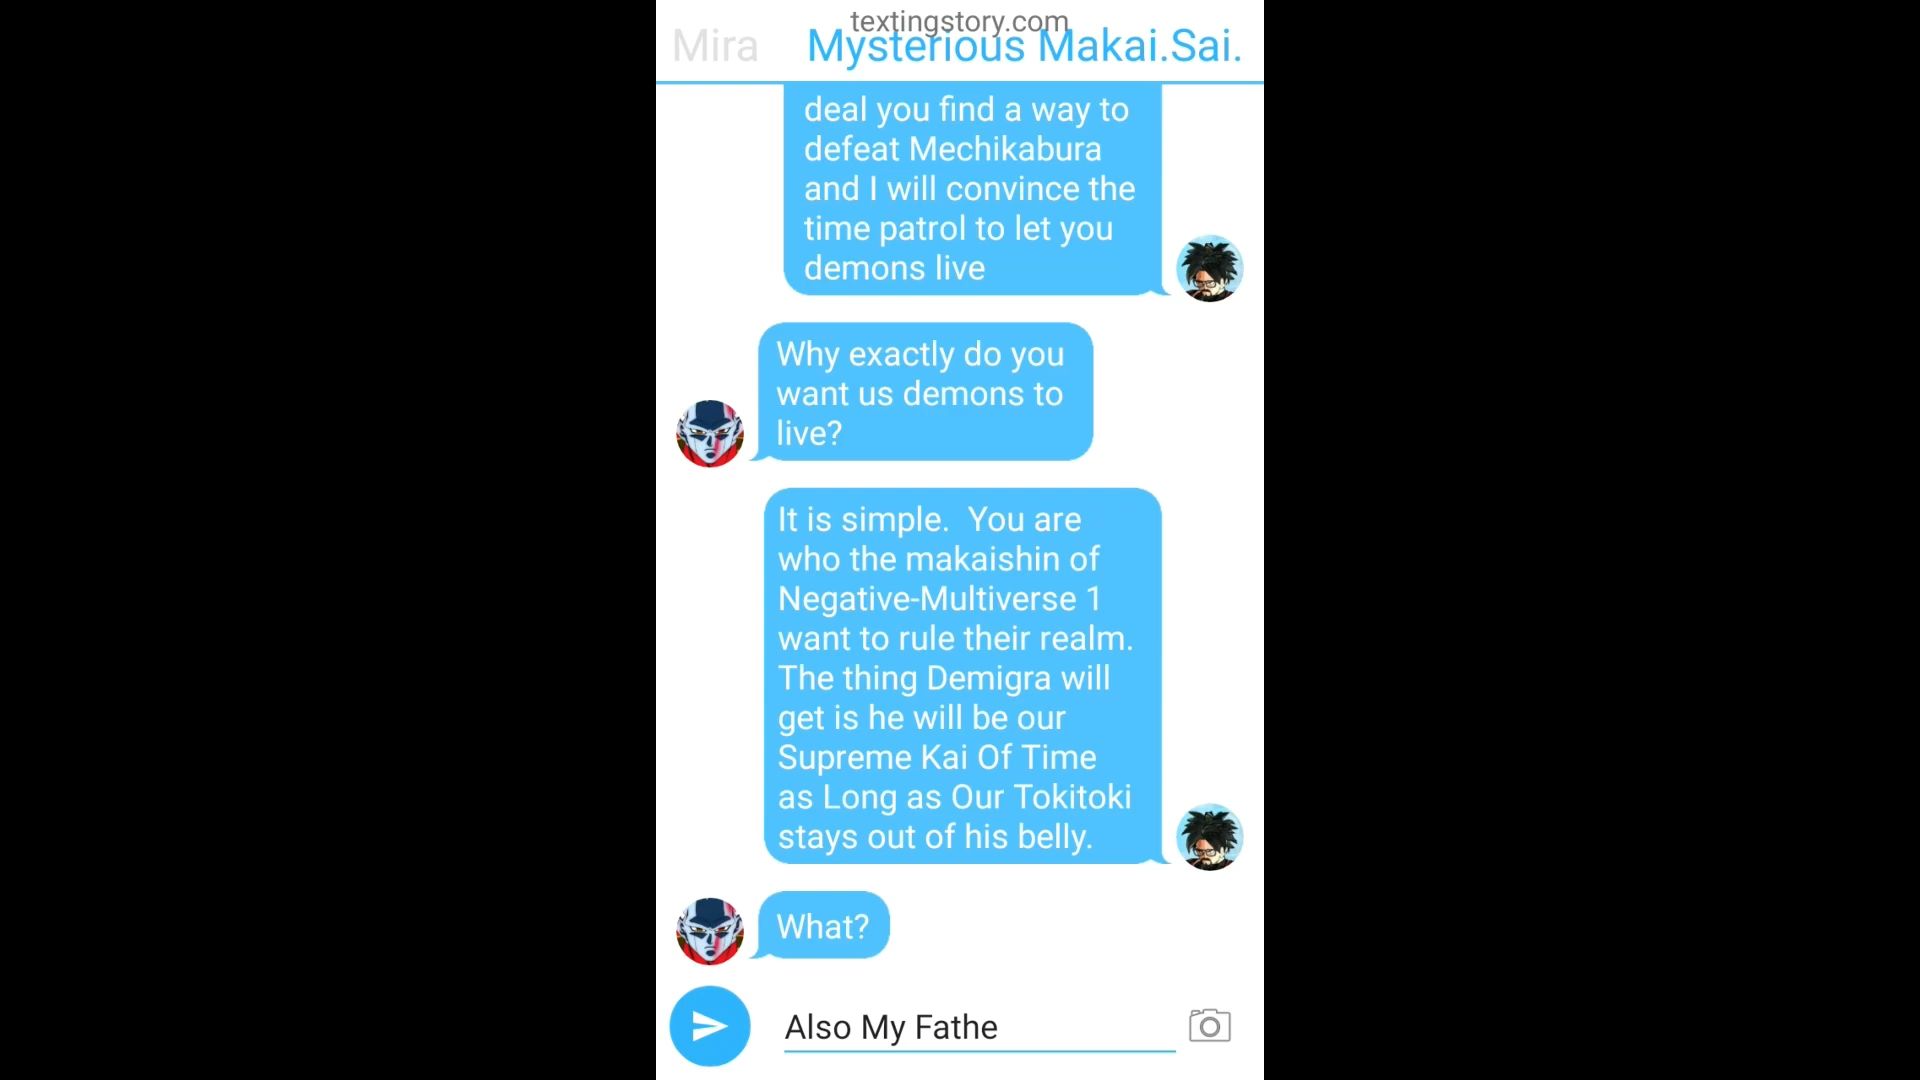 textingstory.com
Mira
Mysterious Makai.Sai.
deal you find a way to
defeat Mechikabura
and I will convince the
time patrol to let you
demons live
Why exactly do you
want us demons to
live?
It is simple.  You are
who the makaishin of
Negative-Multiverse 1
want to rule their realm.
The thing Demigra will
get is he will be our
Supreme Kai Of Time
as Long as Our Tokitoki
stays out of his belly.
What?
Also My Fathe